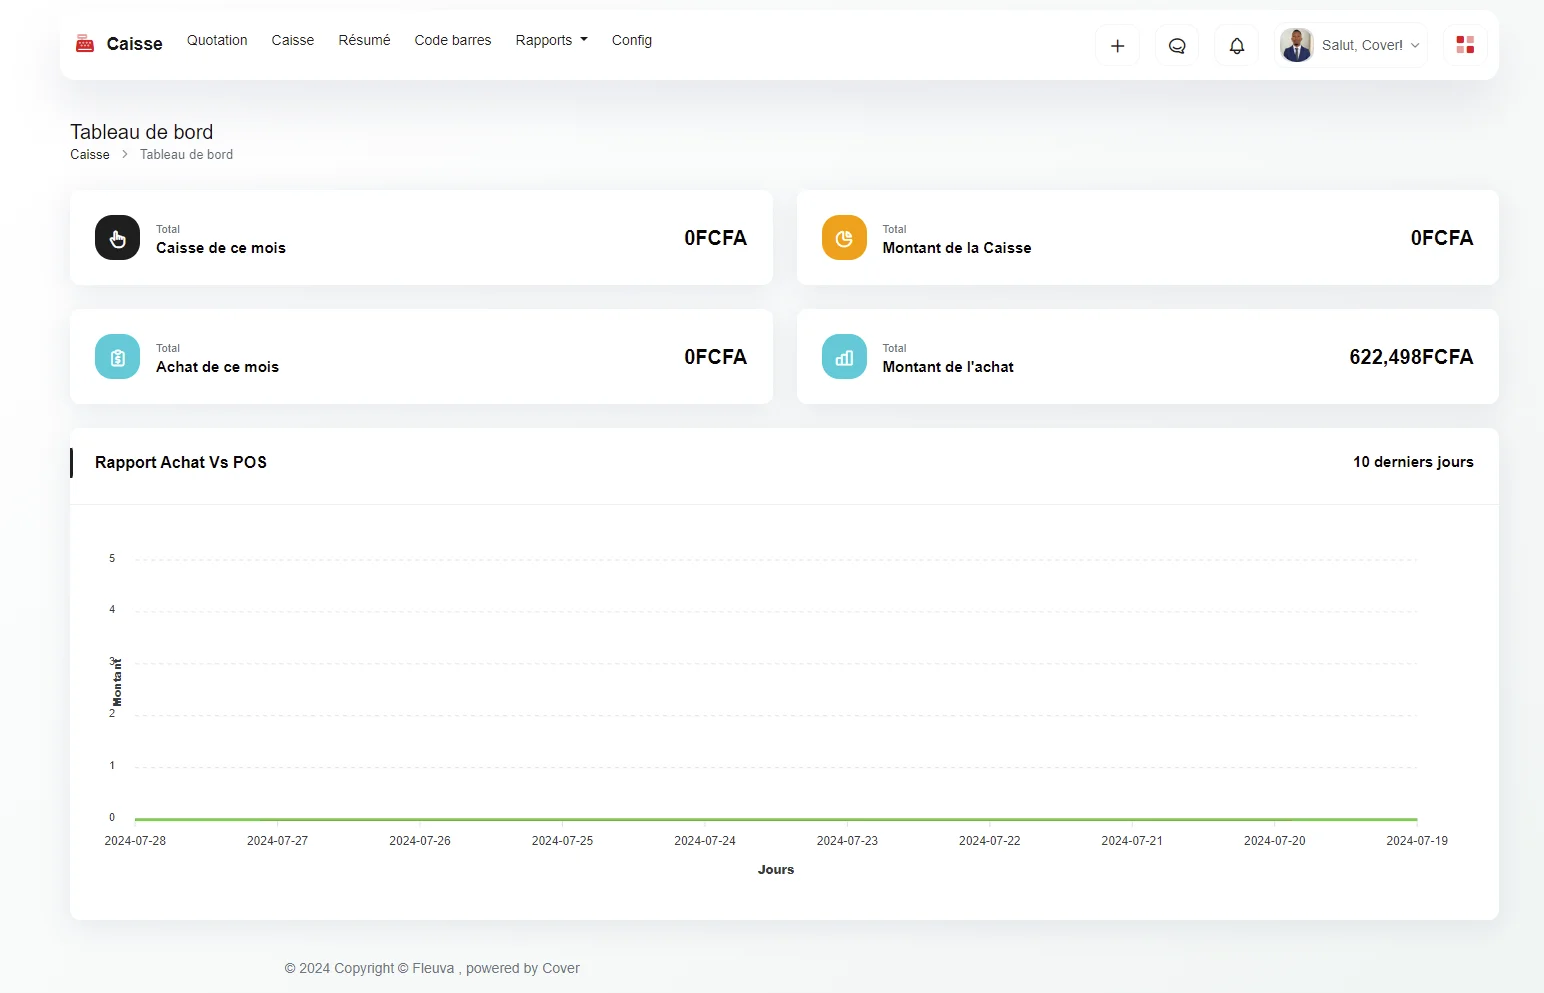 Caisse
Quotation Caisse Résumé Code barres Rapports Config
Salut, Cover!
Tableau de bord
Caisse Tableau de bord
Total
Caisse de ce mois
0FCFA
Total
Montant de la Caisse
0FCFA
Total
Achat de ce mois
0FCFA
Total
Montant de l'achat
622,498FCFA
Rapport Achat Vs POS
10 derniers jours
5
4
3
Montant
2
1
0
2024-07-28 2024-07-27 2024-07-26 2024-07-25 2024-07-24 2024-07-23 2024-07-22 2024-07-21 2024-07-20 2024-07-19
Jours
© 2024 Copyright © Fleuva , powered by Cover